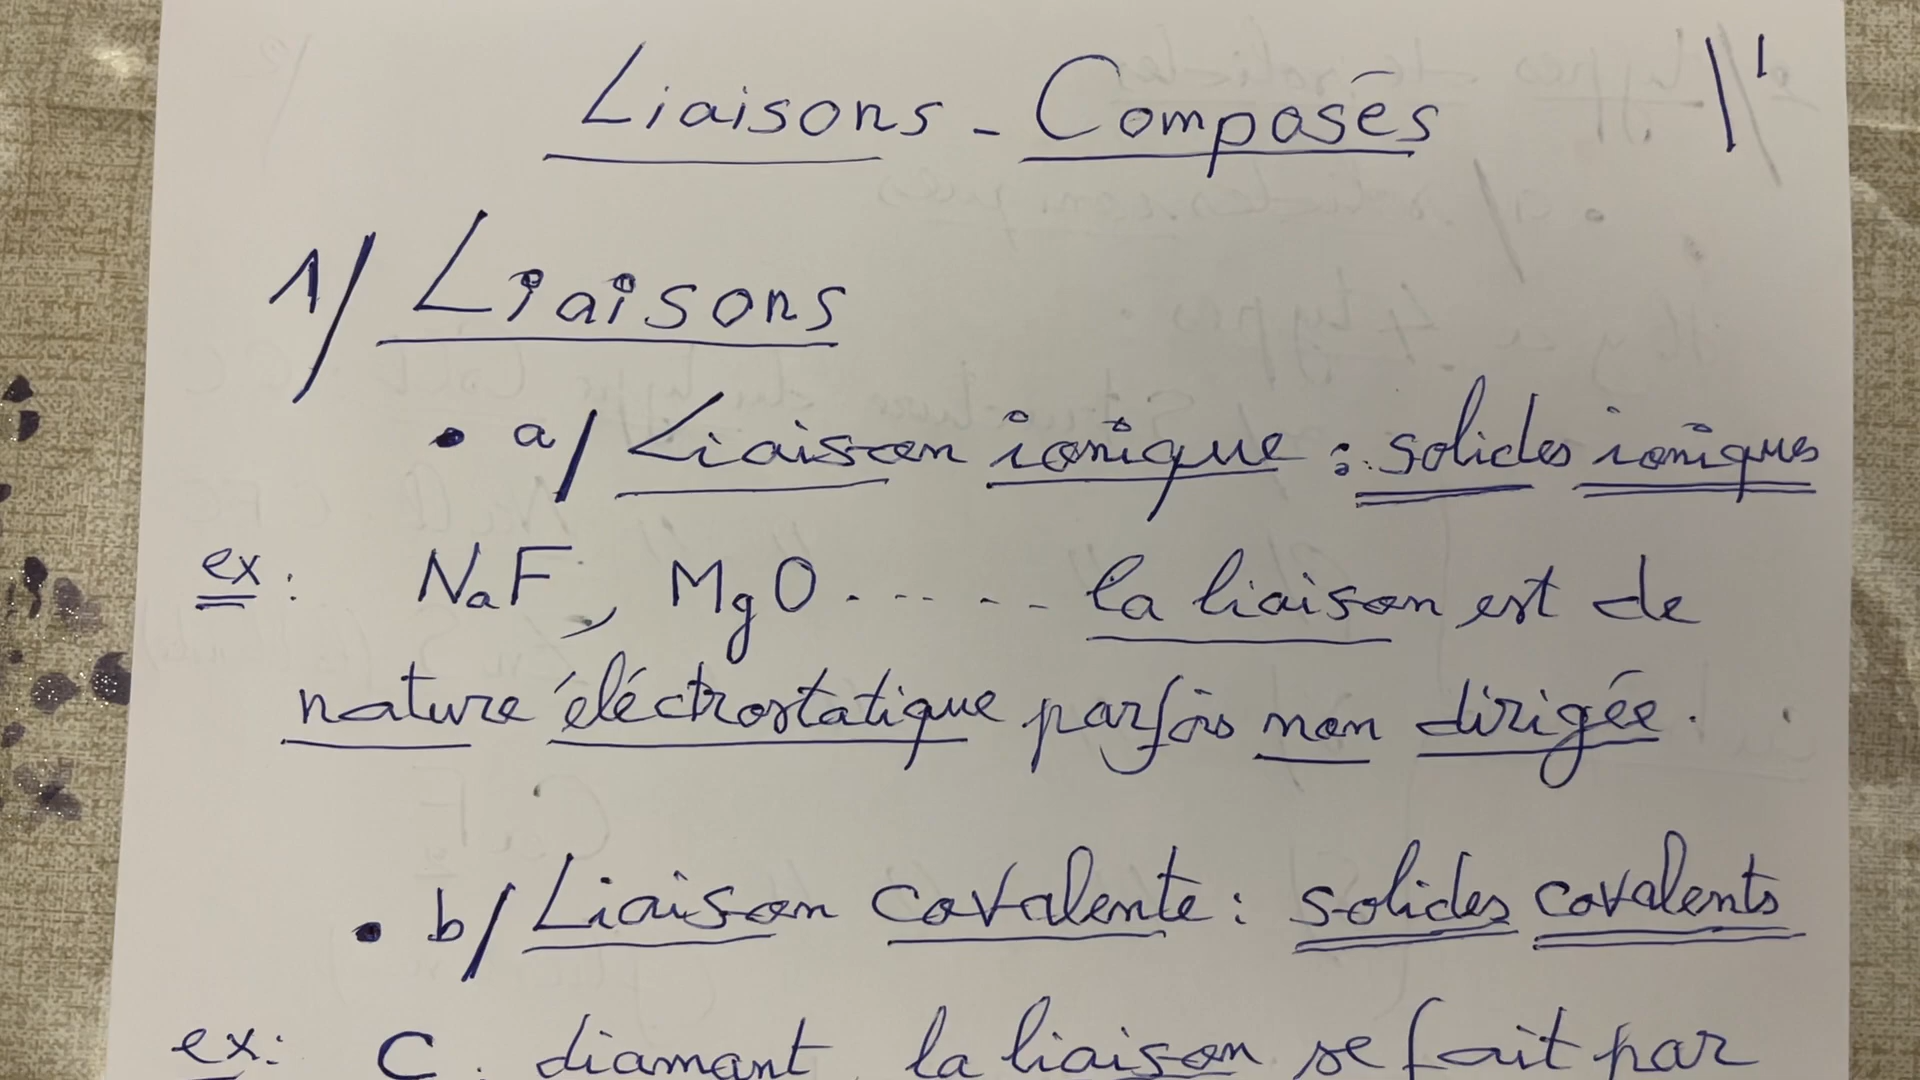 Liaisons - Composés \1
1/ Liaisons
• a/ Liaison ionique : solides ioniques
ex : NaF, MgO ...... la liaison est de
nature éléctrostatique parfois non dirigée.
• b/ Liaison covalente : solides covalents
ex: C, diamant, la liaison se fait par